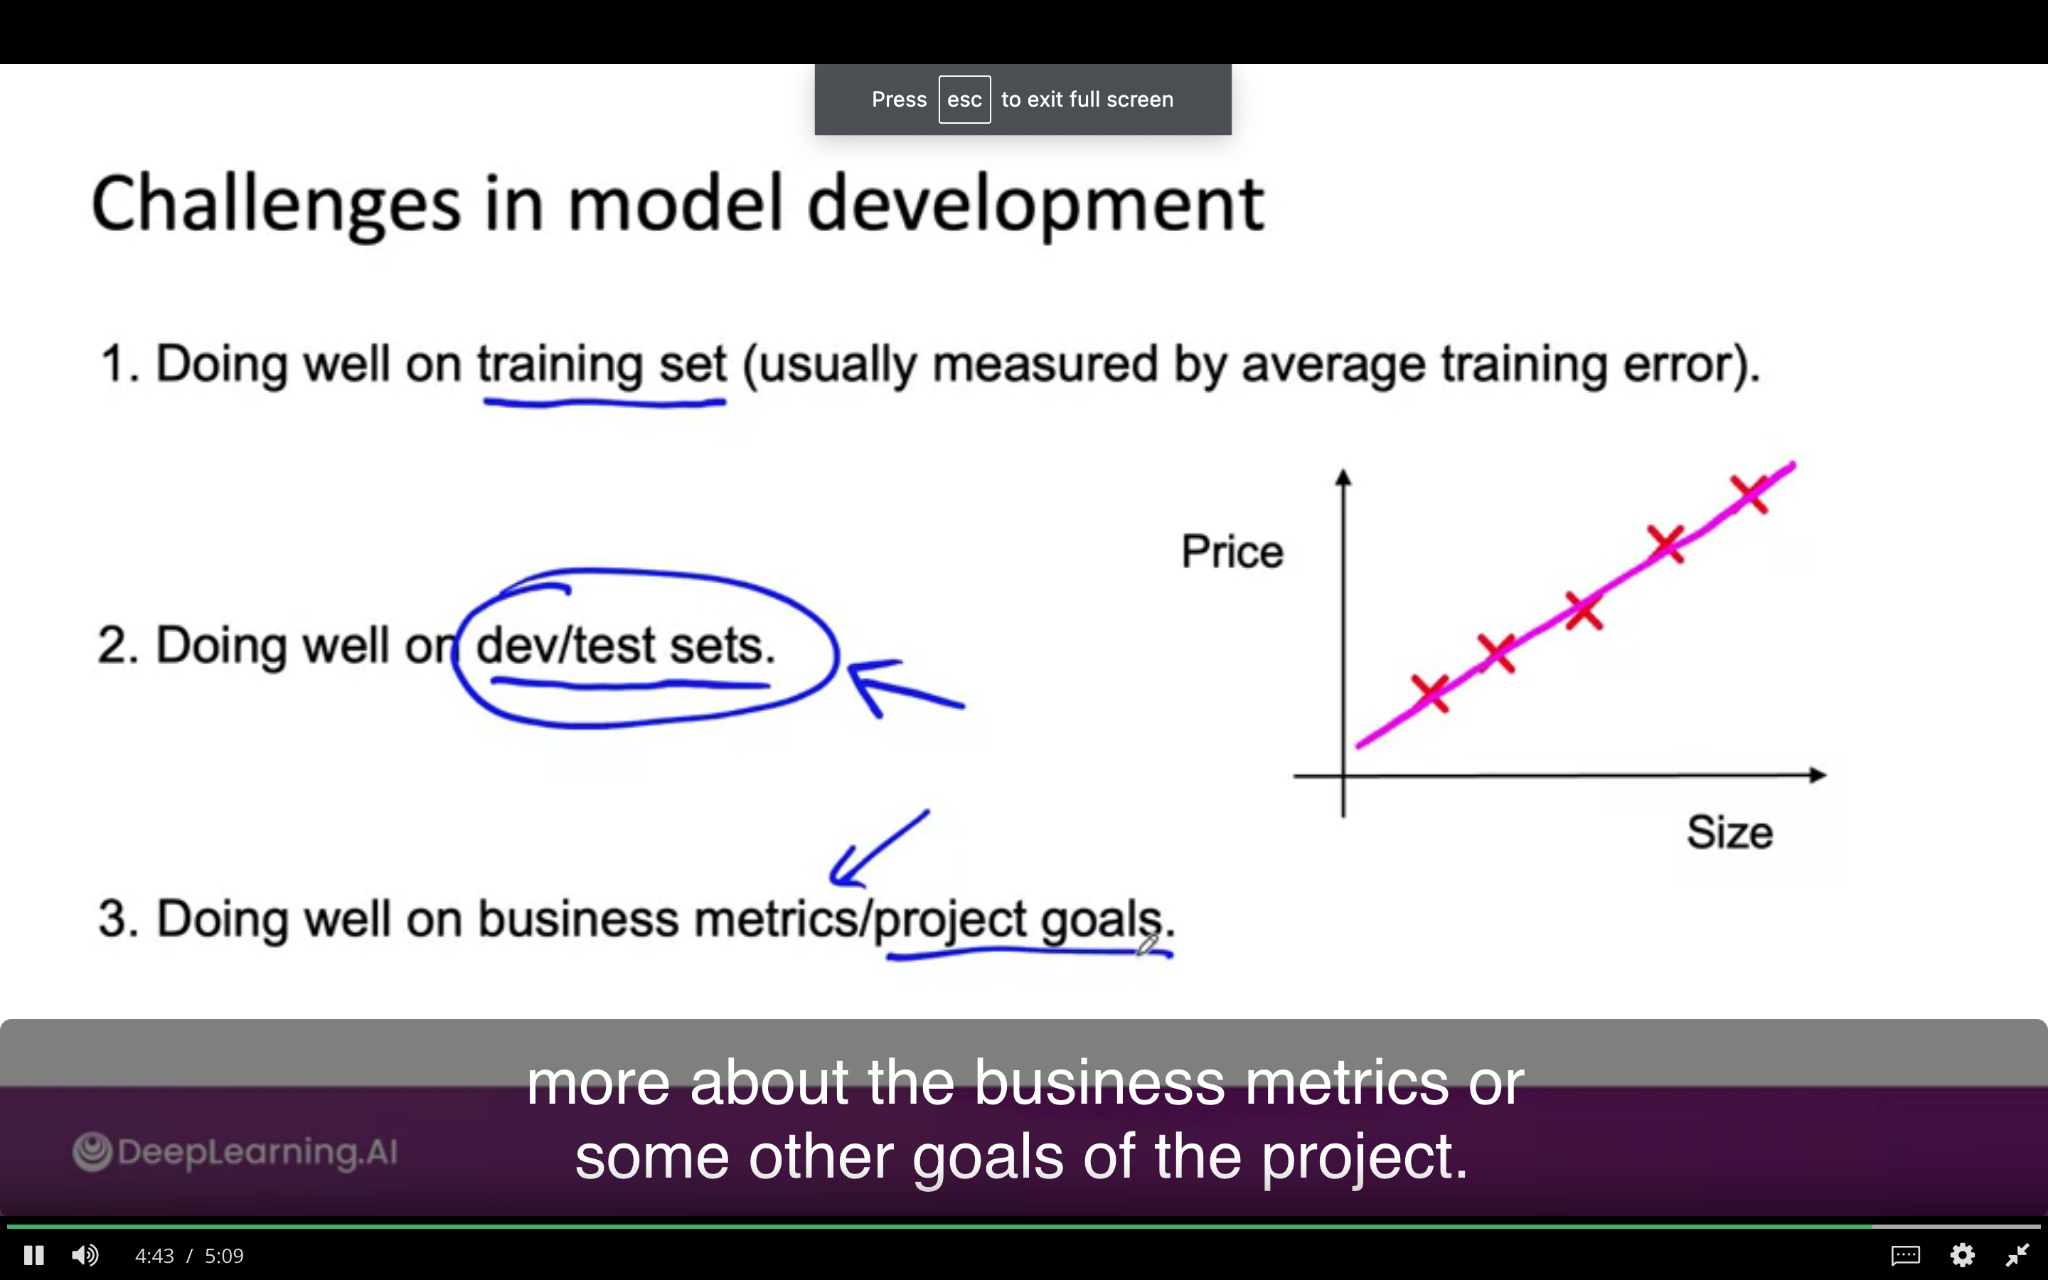 Press esc to exit full screen
Challenges in model development
1. Doing well on training set (usually measured by average training error).
Price
2. Doing well on dev/test sets.
Size
3. Doing well on business metrics/project goals.
more about the business metrics or
some other goals of the project.
DeepLearning.AI
4:43 / 5:09